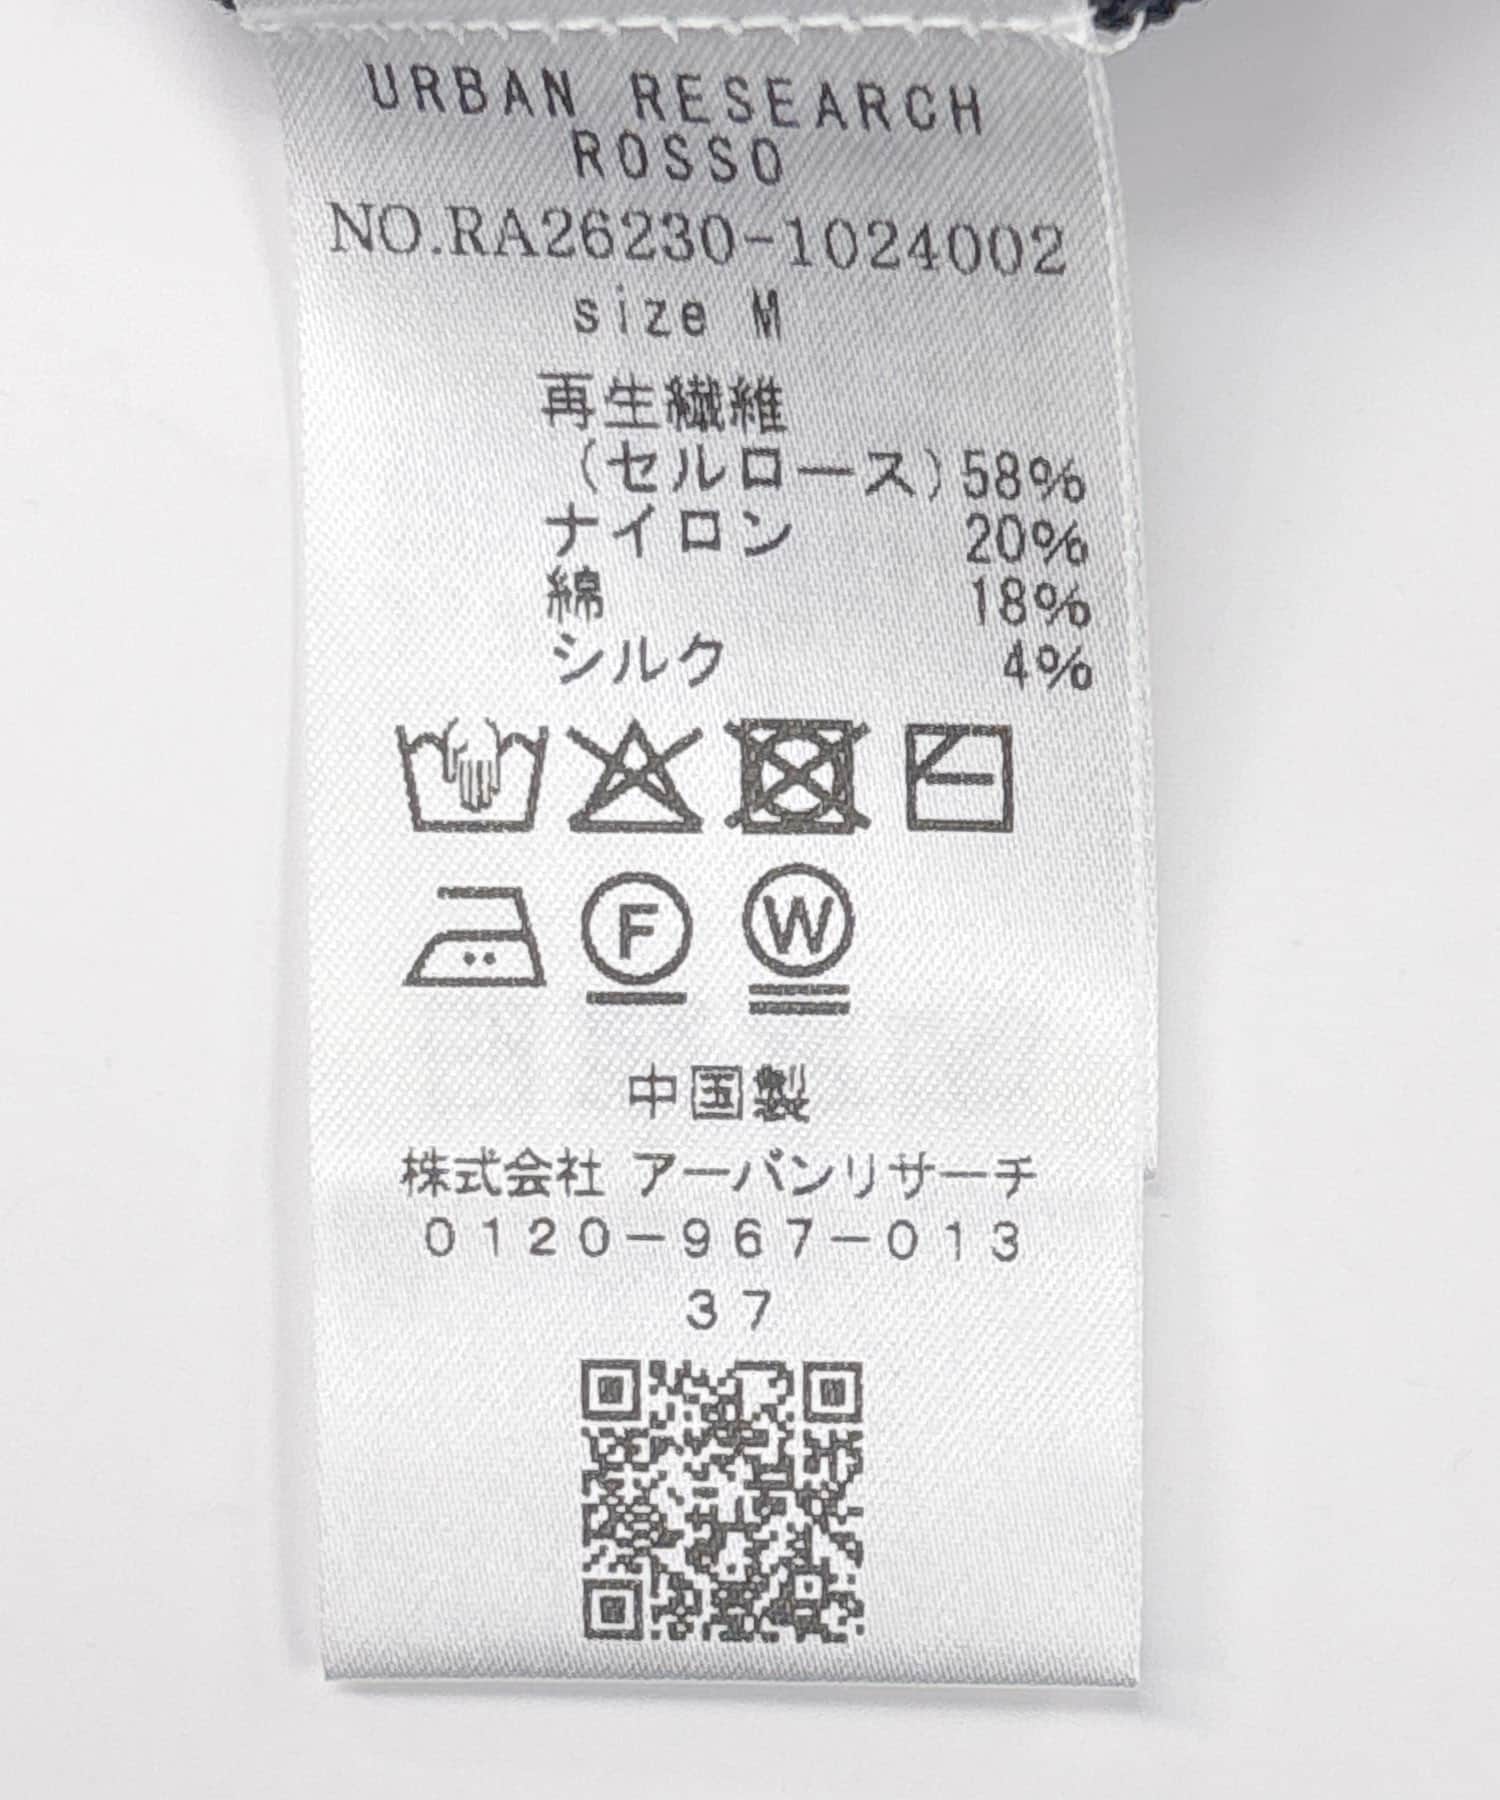 URBAN RESEARCH
ROSSO
NO.RA26230-1024002
size M
再生繊維
(セルロース)58%
ナイロン 20%
綿 18%
シルク 4%
F W
中国製
株式会社 アーバンリサーチ
0120-967-013
37